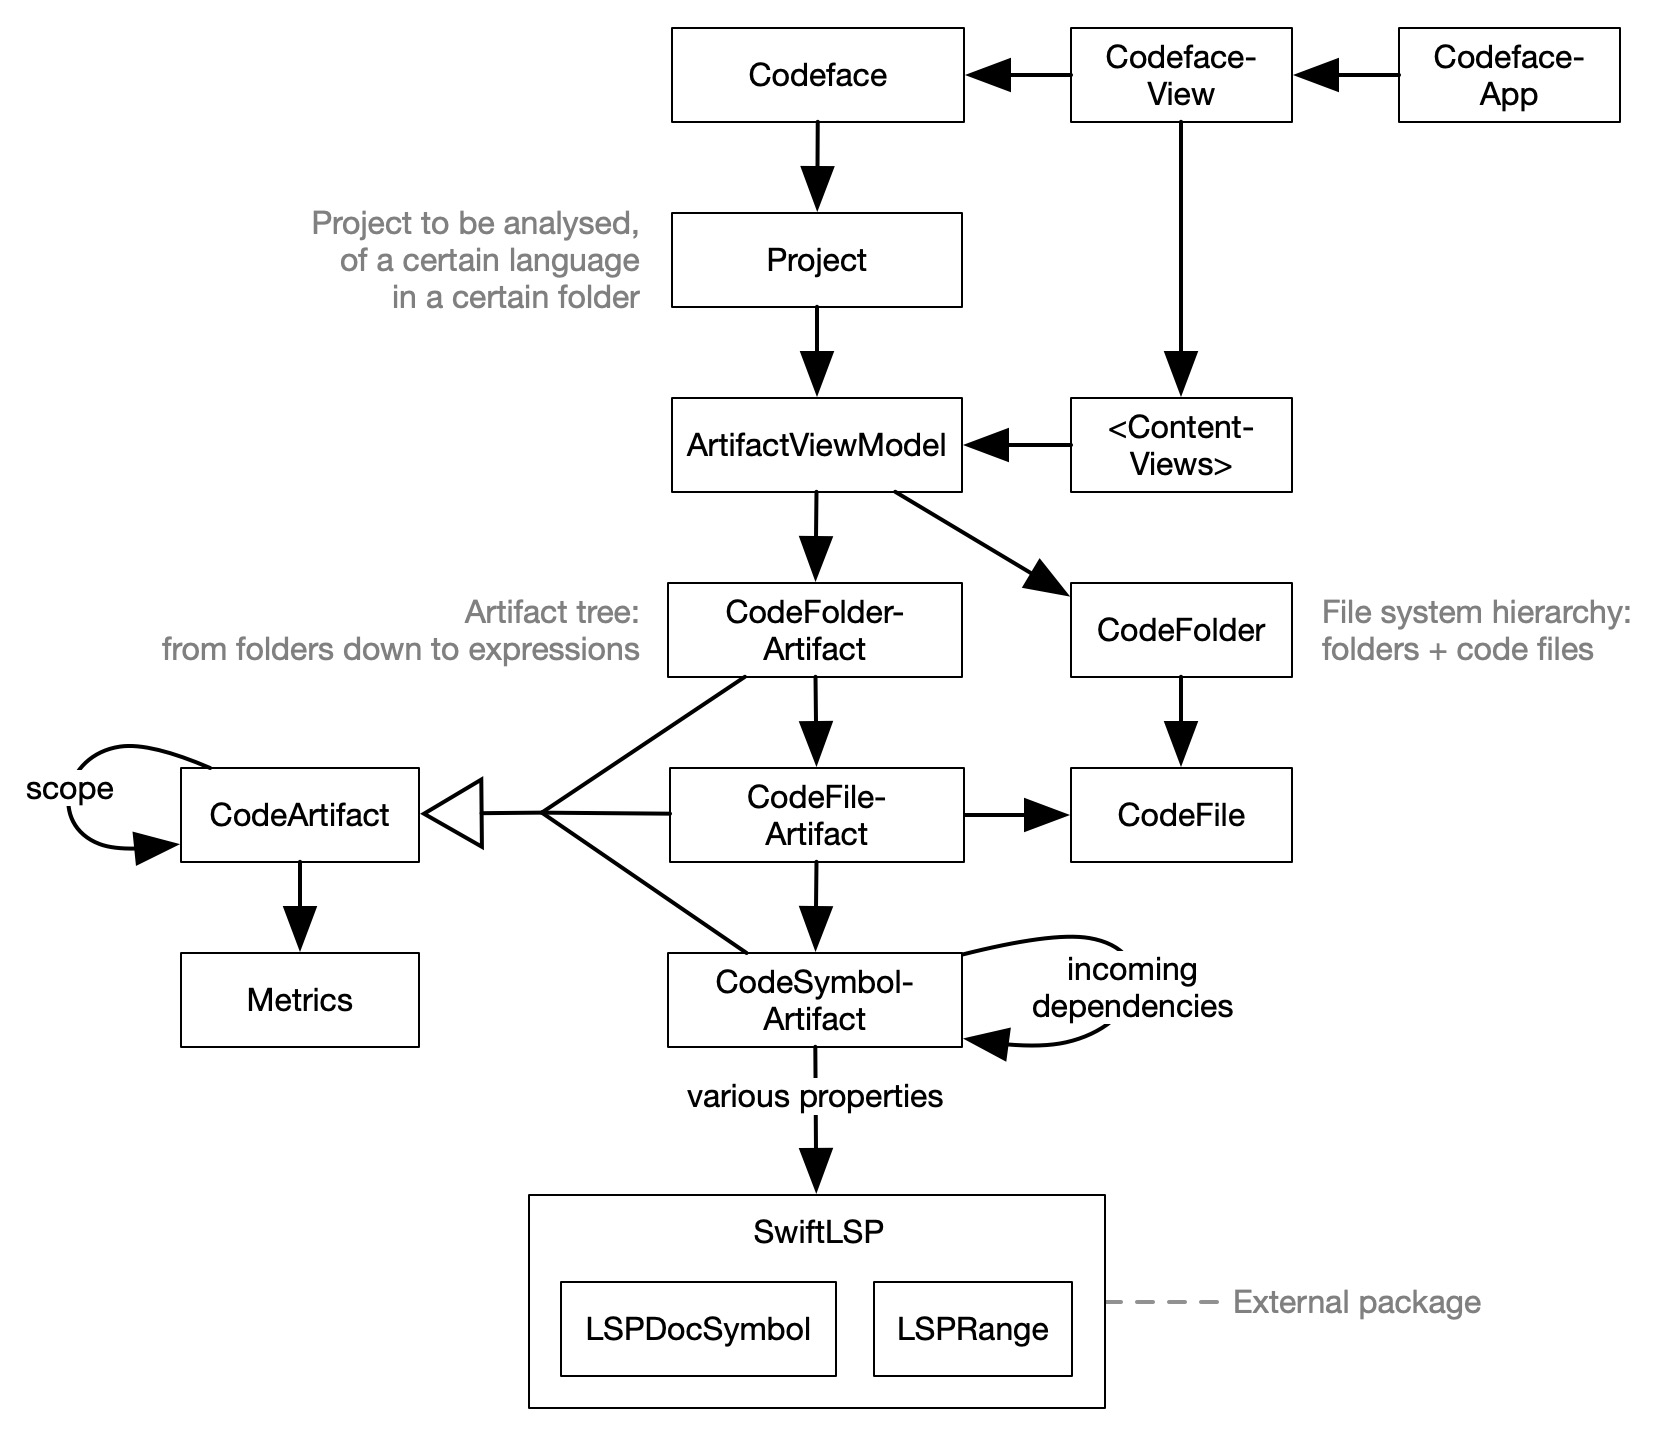 Codeface
Codeface-
View
Codeface-
App
Project to be analysed,
of a certain language
in a certain folder
Project
ArtifactViewModel
<Content-
Views>
Artifact tree:
from folders down to expressions
CodeFolder-
Artifact
CodeFolder
File system hierarchy:
folders + code files
scope
CodeArtifact
CodeFile-
Artifact
CodeFile
Metrics
CodeSymbol-
Artifact
incoming
dependencies
various properties
SwiftLSP
LSPDocSymbol
LSPRange
External package